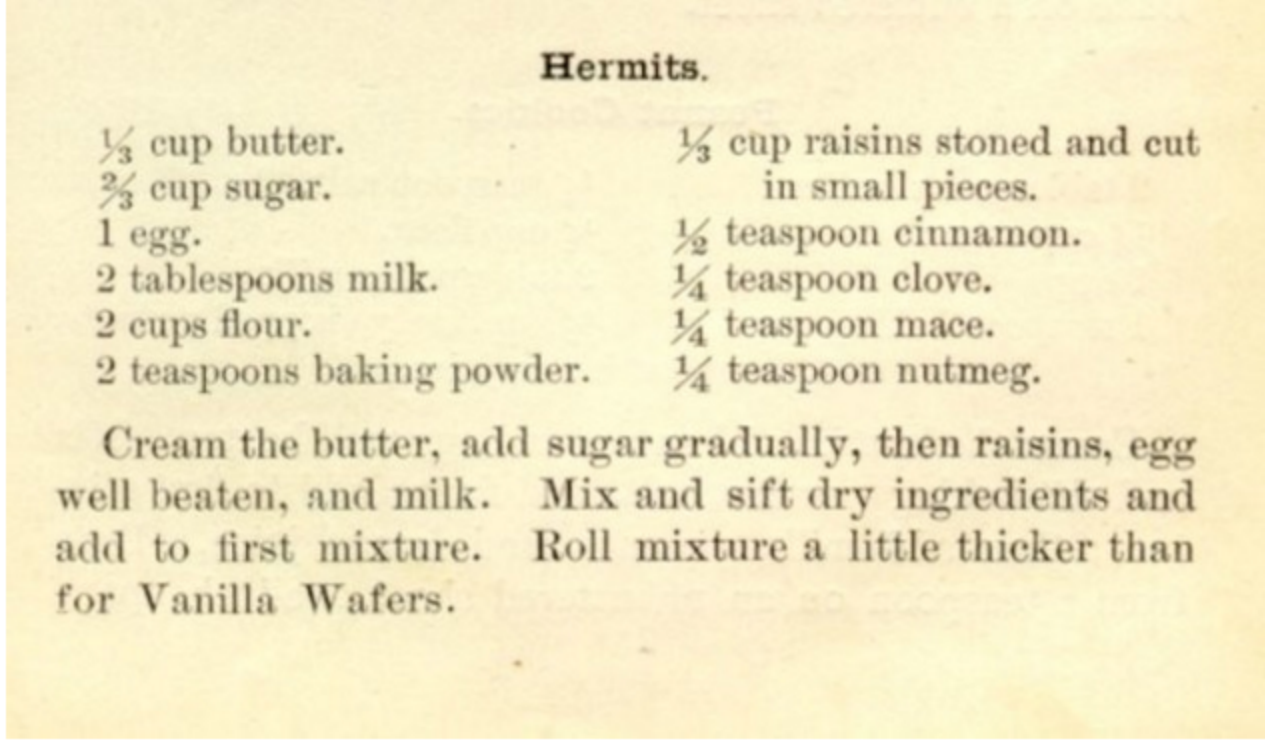 Hermits.
⅓ cup butter.
⅔ cup sugar.
1 egg.
2 tablespoons milk.
2 cups flour.
2 teaspoons baking powder.
⅓ cup raisins stoned and cut
in small pieces.
½ teaspoon cinnamon.
¼ teaspoon clove.
¼ teaspoon mace.
¼ teaspoon nutmeg.
Cream the butter, add sugar gradually, then raisins, egg
well beaten, and milk. Mix and sift dry ingredients and
add to first mixture. Roll mixture a little thicker than
for Vanilla Wafers.